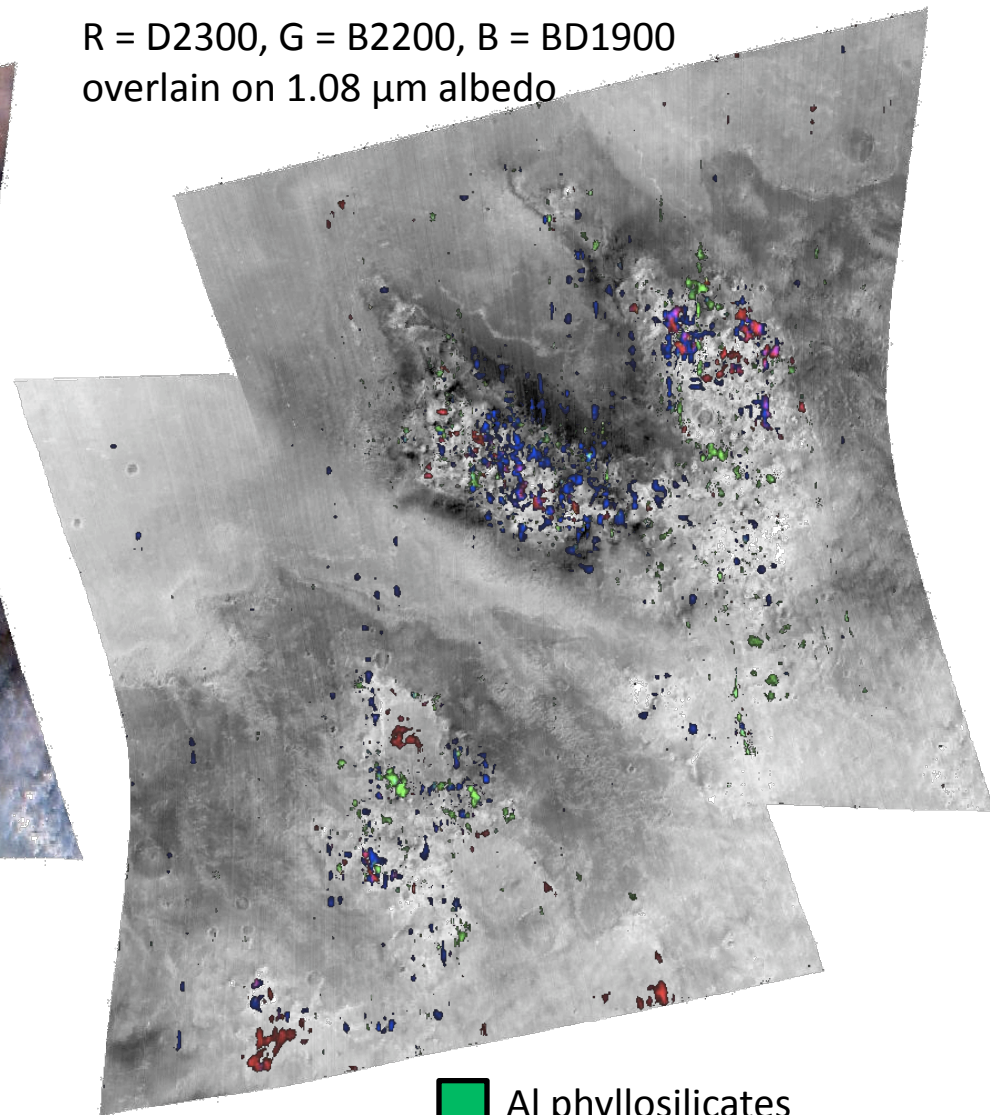 R = D2300, G = B2200, B = BD1900
overlain on 1.08 µm albedo
Al phyllosilicates